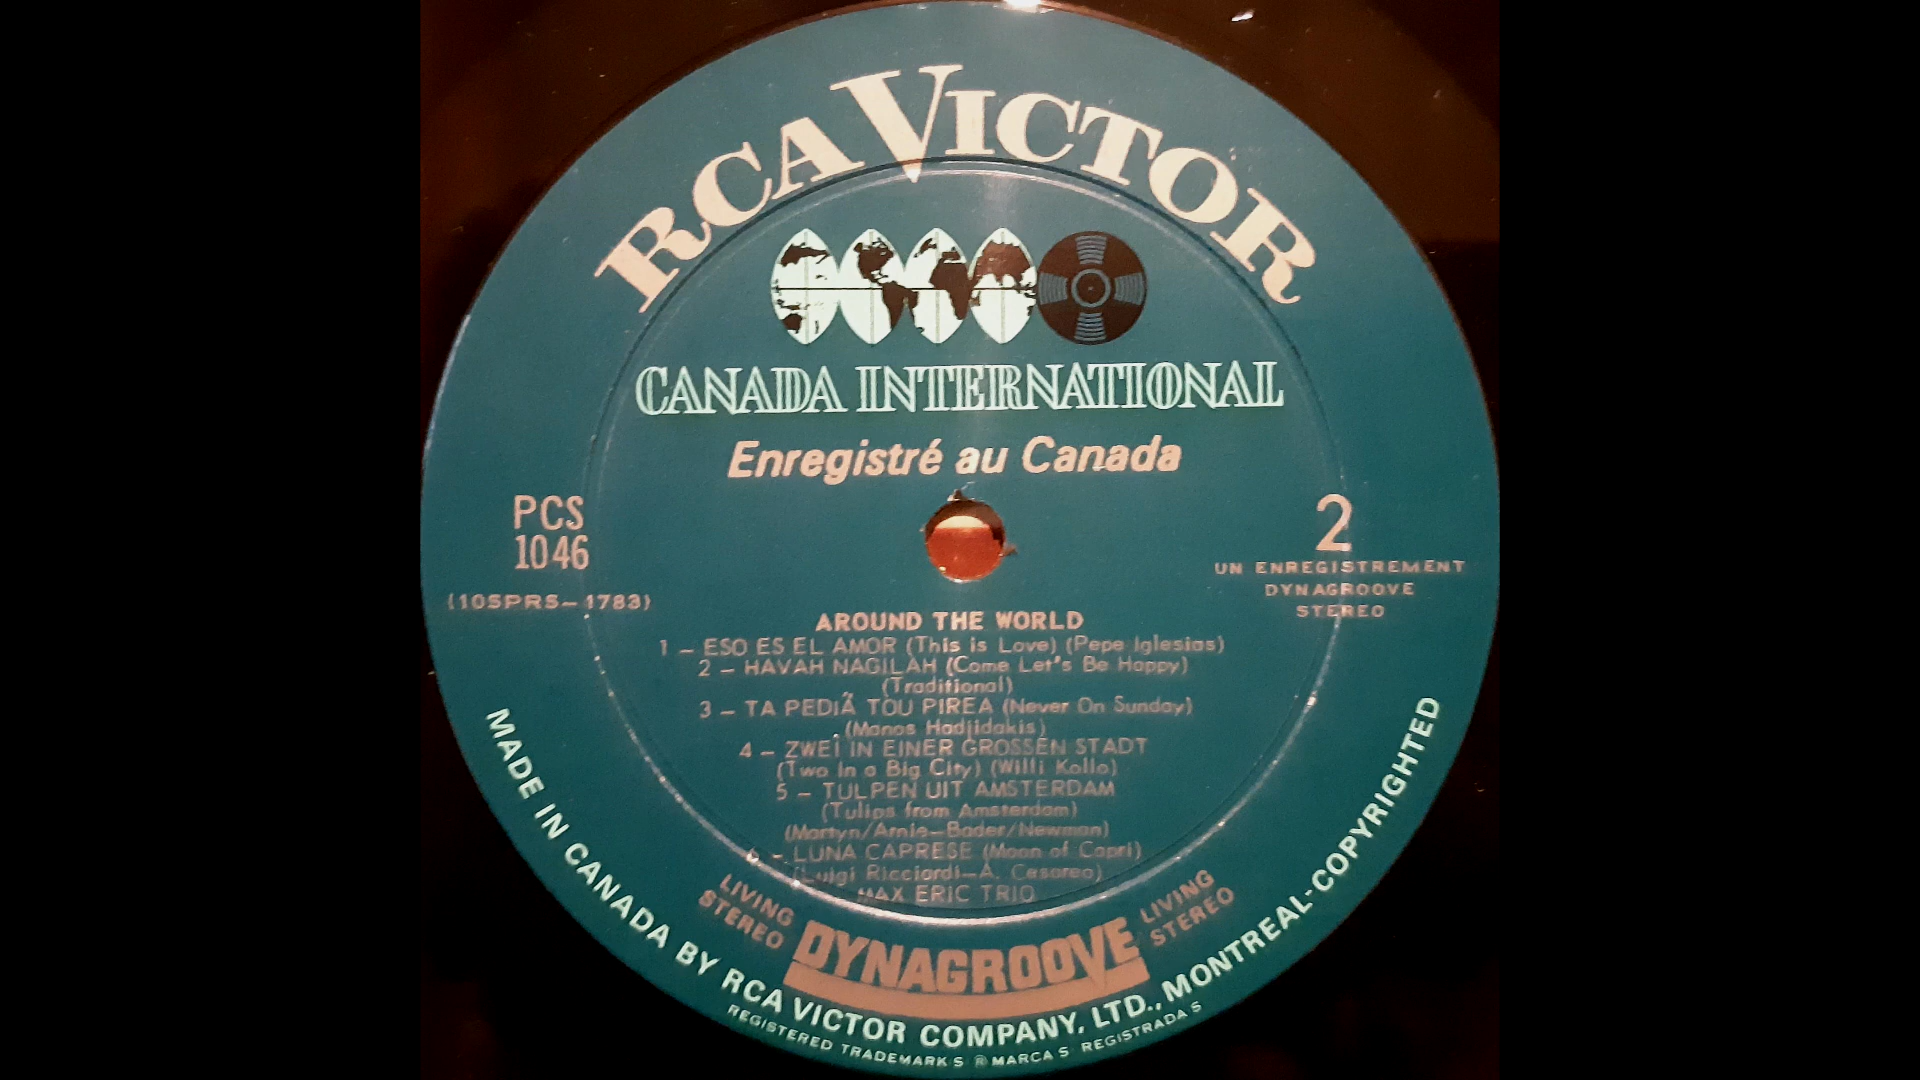 RCA VICTOR
CANADA INTERNATIONAL
Enregistré au Canada
PCS
1046
(10SPRS-1783)
2
UN ENREGISTREMENT
DYNAGROOVE
STEREO
AROUND THE WORLD
1 - ESO ES EL AMOR (This is Love) (Pepe Iglesias)
2 - HAVAH NAGILAH (Come Let's Be Happy)
(Traditional)
3 - TA PEDIÃ TOU PIREA (Never On Sunday)
(Manos Hadjidakis)
4 - ZWEI IN EINER GROSSEN STADT
(Two In a Big City) (Willi Kollo)
5 - TULPEN UIT AMSTERDAM
(Tulips from Amsterdam)
(Martyn/Arnie-Bader/Newman)
6 - LUNA CAPRESE (Moon of Capri)
(Luigi Ricciardi-A. Cesareo)
MAX ERIC TRIO
LIVING
STEREO
DYNAGROOVE
LIVING
STEREO
MADE IN CANADA BY RCA VICTOR COMPANY, LTD., MONTREAL-COPYRIGHTED
REGISTERED TRADEMARKS ® MARCAS REGISTRADAS